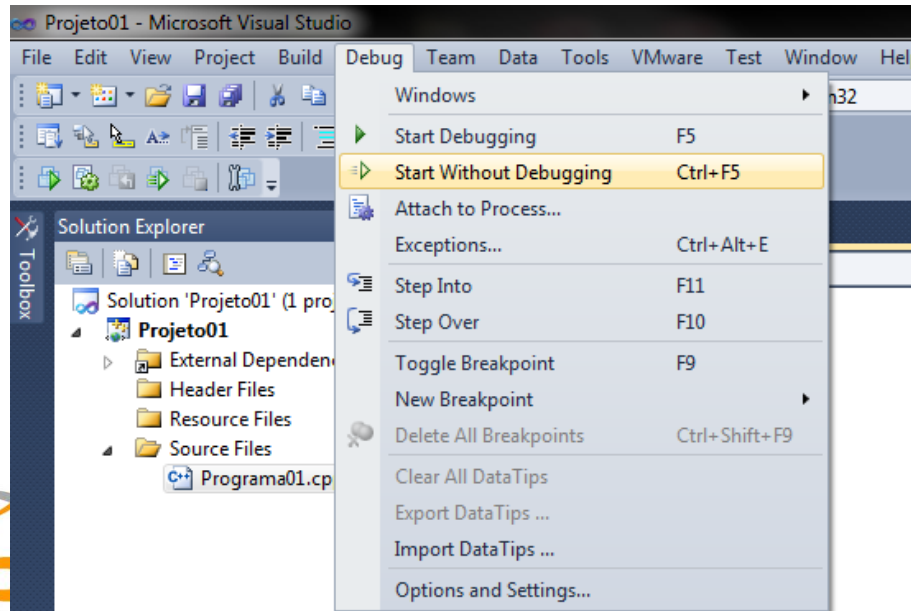 Projeto01 - Microsoft Visual Studio
File Edit View Project Build Debug Team Data Tools VMware Test Window Hel
Windows
n32
Start Debugging F5
Start Without Debugging Ctrl+F5
Attach to Process...
Exceptions... Ctrl+Alt+E
Step Into F11
Step Over F10
Toggle Breakpoint F9
New Breakpoint
Delete All Breakpoints Ctrl+Shift+F9
Clear All DataTips
Export DataTips ...
Import DataTips ...
Options and Settings...
Toolbox
Solution Explorer
Solution 'Projeto01' (1 proj
Projeto01
External Dependen
Header Files
Resource Files
Source Files
C++ Programa01.cp